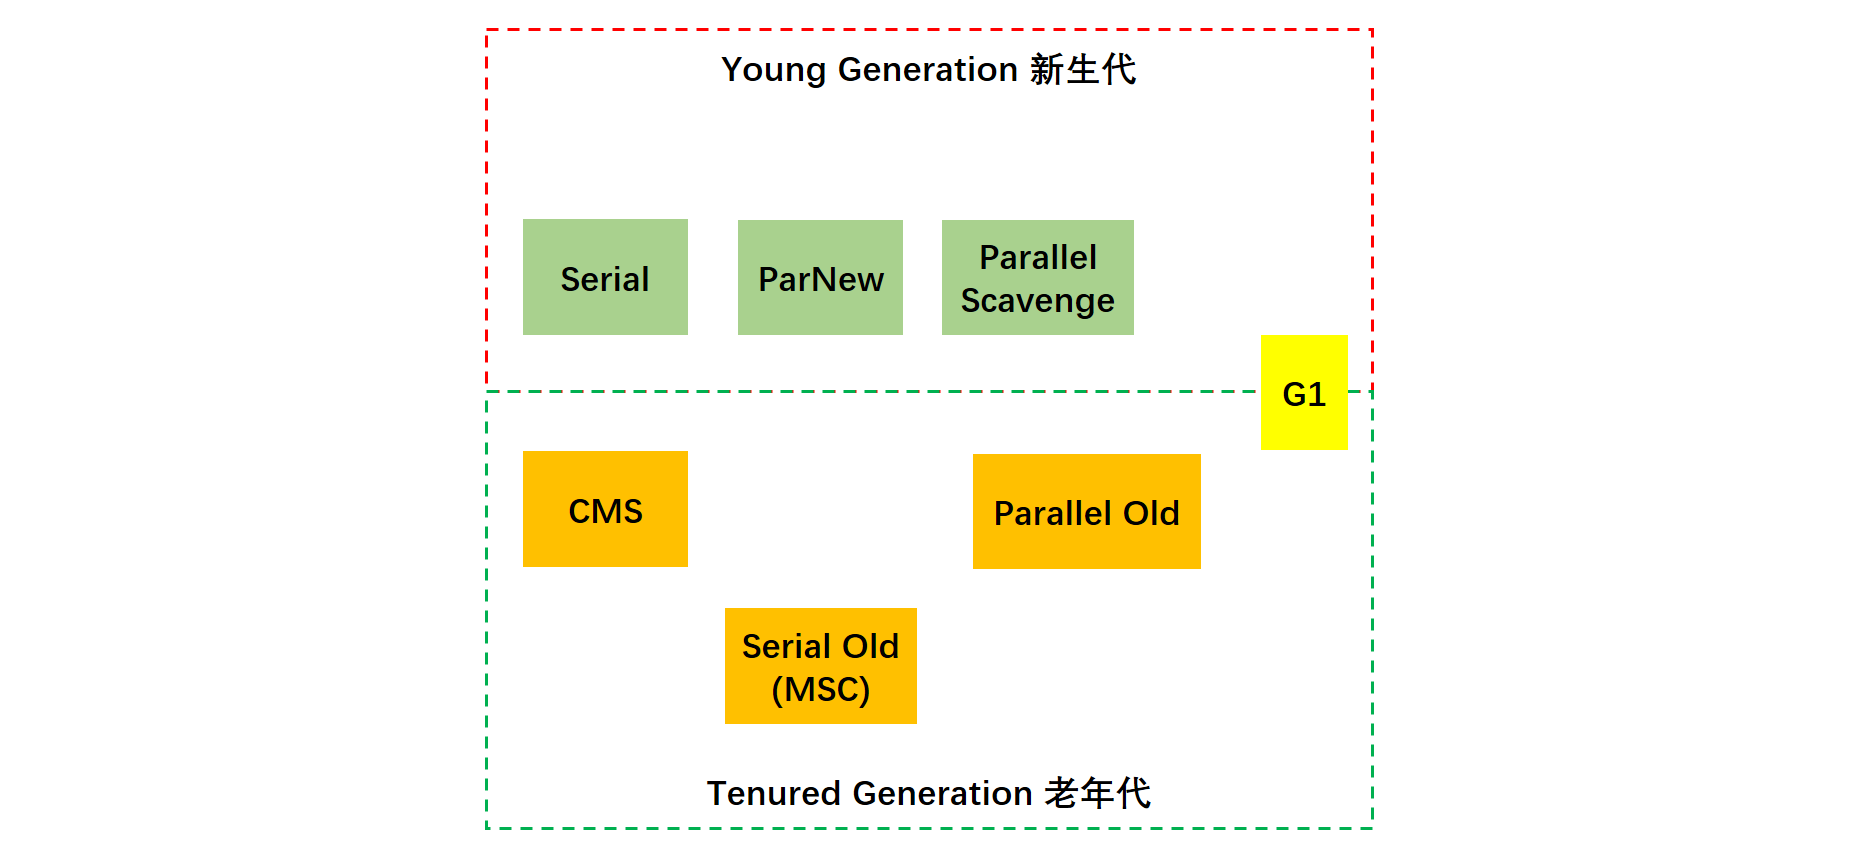 Young Generation 新生代
Serial
ParNew
Parallel
Scavenge
G1
CMS
Parallel Old
Serial Old
(MSC)
Tenured Generation 老年代